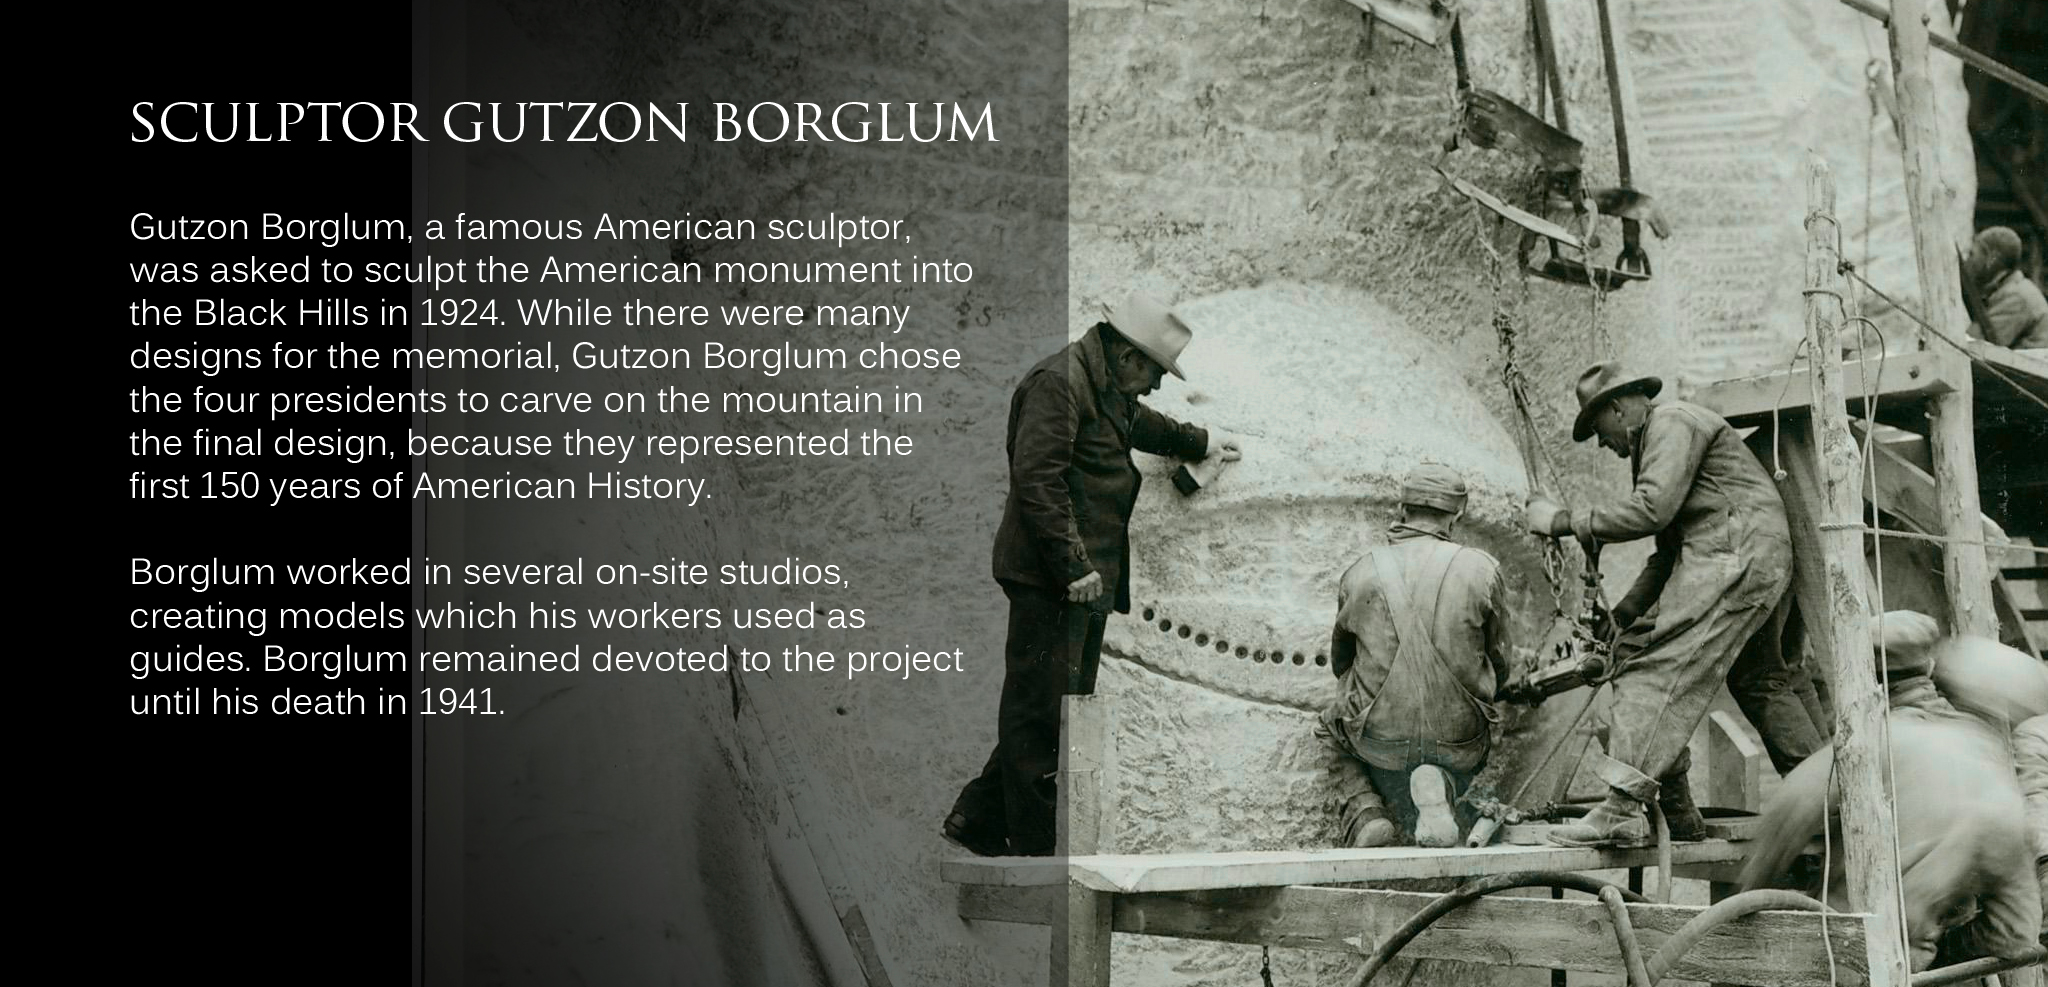 SCULPTOR GUTZON BORGLUM
Gutzon Borglum, a famous American sculptor,
was asked to sculpt the American monument into
the Black Hills in 1924. While there were many
designs for the memorial, Gutzon Borglum chose
the four presidents to carve on the mountain in
the final design, because they represented the
first 150 years of American History.
Borglum worked in several on-site studios,
creating models which his workers used as
guides. Borglum remained devoted to the project
until his death in 1941.